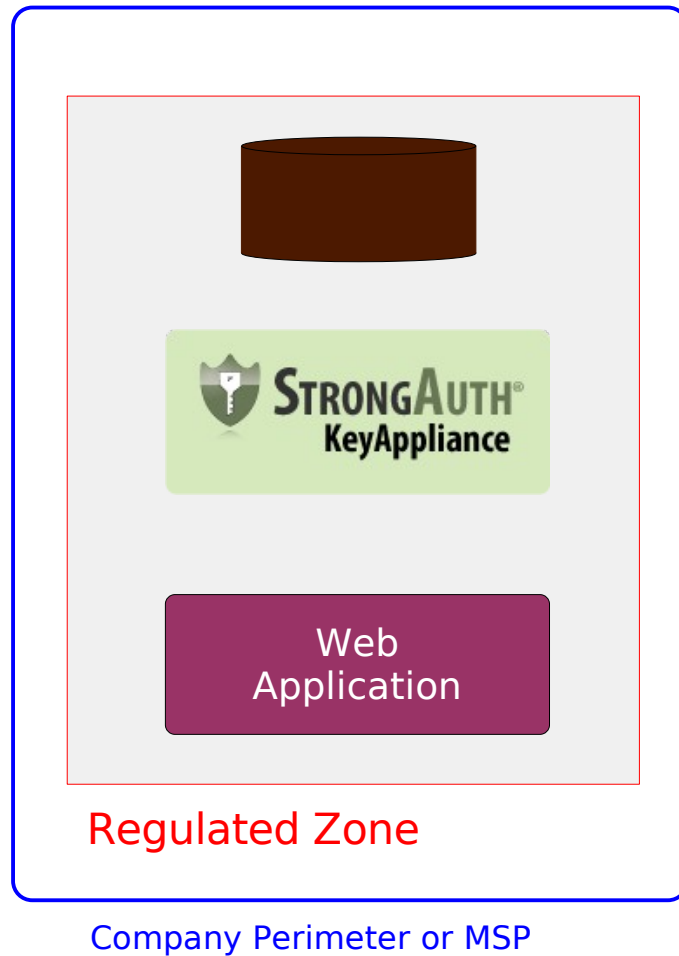 STRONGAUTH®
KeyAppliance
Web
Application
Regulated Zone
Company Perimeter or MSP